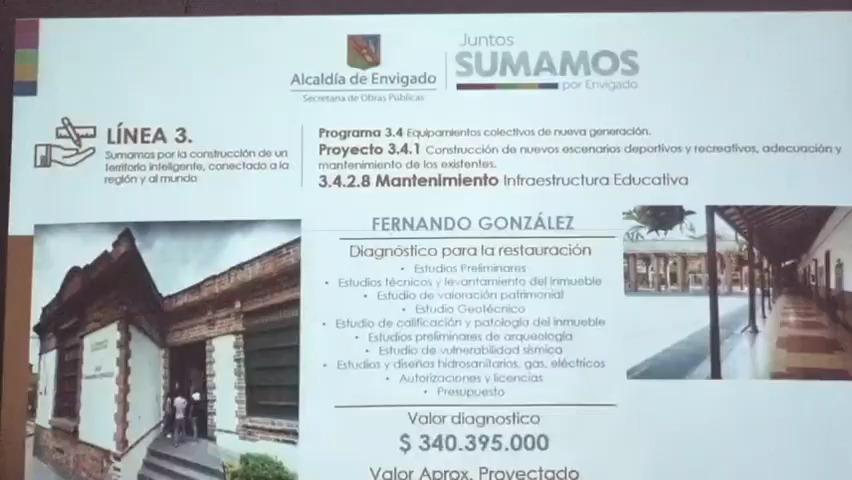 Alcaldía de Envigado
Secretaría de Obras Públicas
Juntos
SUMAMOS
por Envigado
LÍNEA 3.
Sumamos por la construcción de un
territorio inteligente, conectado a la
región y al mundo
Programa 3.4 Equipamientos colectivos de nueva generación.
Proyecto 3.4.1 Construcción de nuevos escenarios deportivos y recreativos, adecuación y
mantenimiento de los existentes.
3.4.2.8 Mantenimiento Infraestructura Educativa
FERNANDO GONZÁLEZ
Diagnóstico para la restauración
• Estudios Preliminares
• Estudios técnicos y levantamiento del inmueble
• Estudio de valoración patrimonial
• Estudio Geotécnico
• Estudio de calificación y patología del inmueble
• Estudios preliminares de arqueología
• Estudio de vulnerabilidad sísmica
• Estudios y diseños hidrosanitarios, gas, eléctricos
• Autorizaciones y licencias
• Presupuesto
Valor diagnostico
$ 340.395.000
Valor Aprox. Proyectado